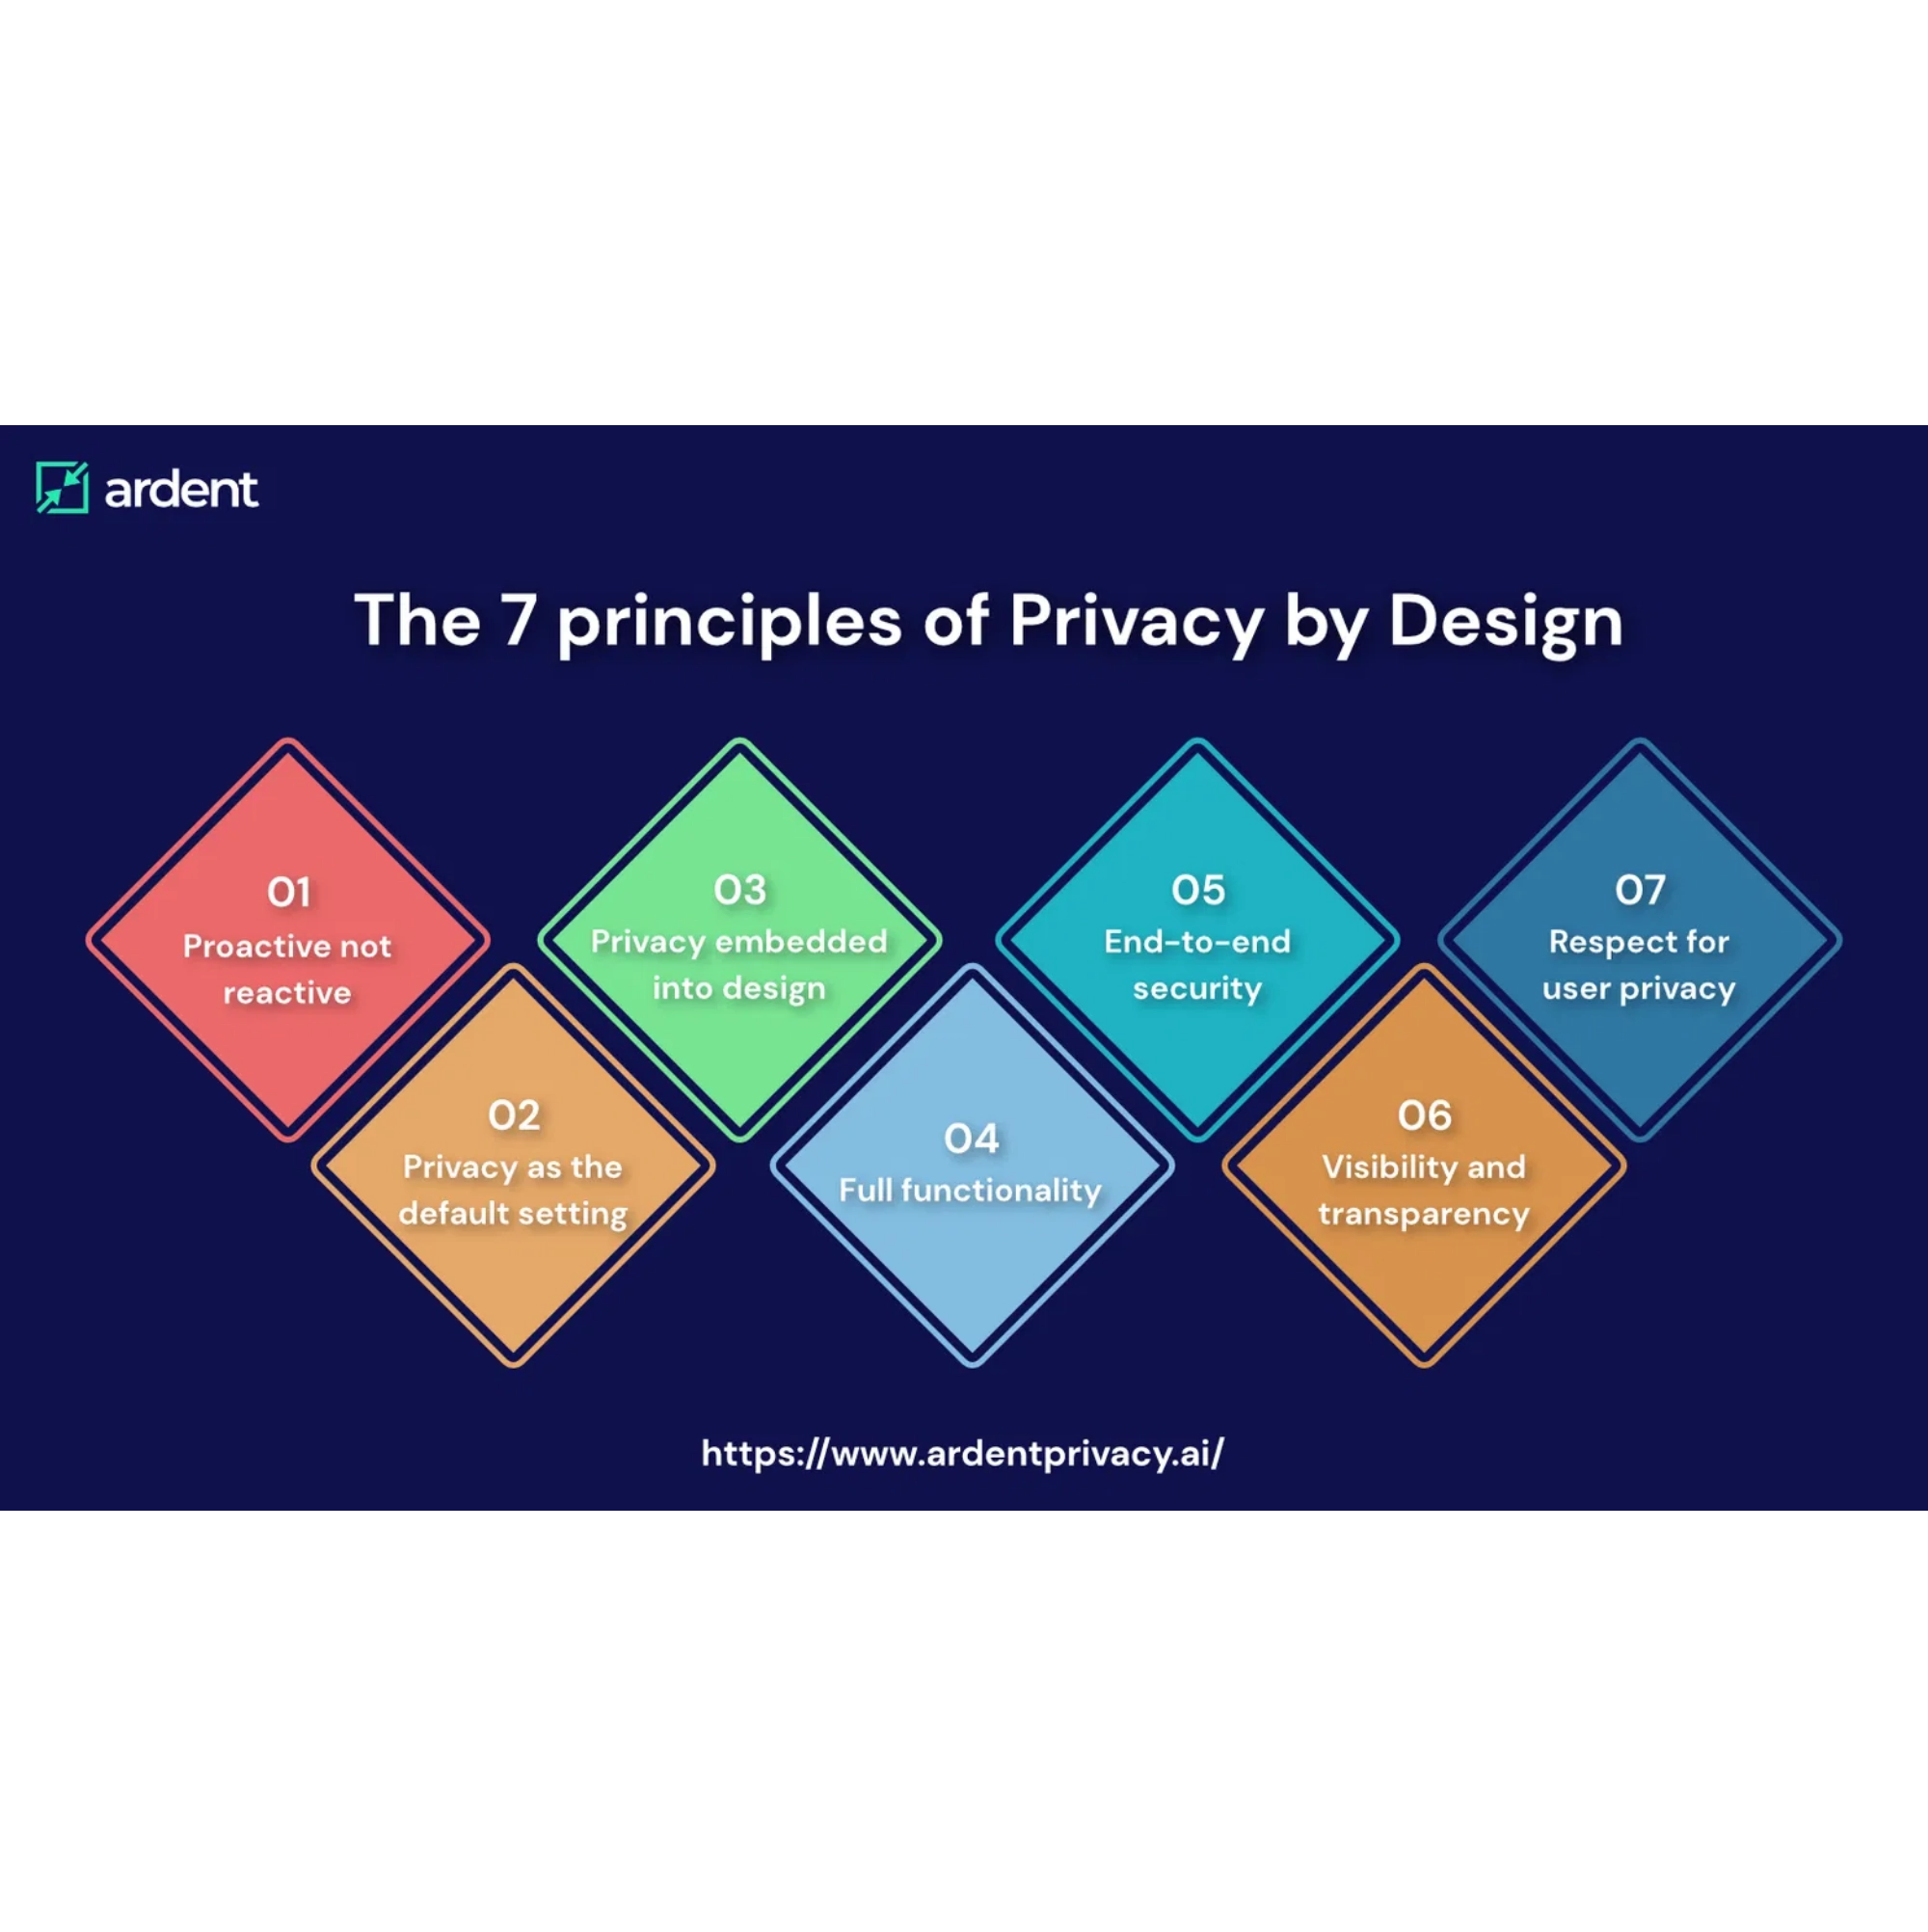 ardent
The 7 principles of Privacy by Design
01
Proactive not
reactive
02
Privacy as the
default setting
03
Privacy embedded
into design
04
Full functionality
05
End-to-end
security
06
Visibility and
transparency
07
Respect for
user privacy
https://www.ardentprivacy.ai/